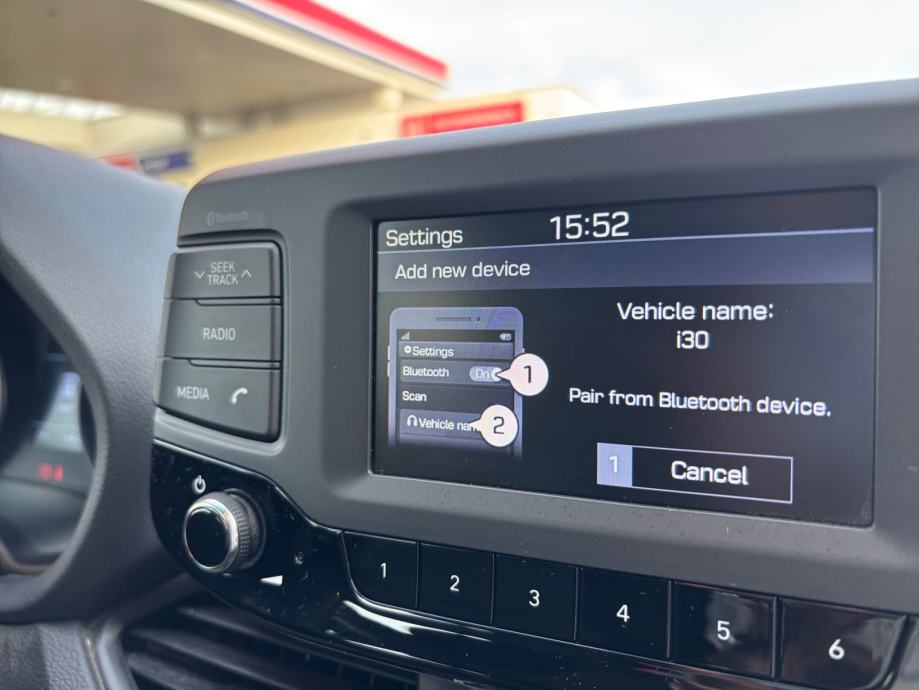 Bluetooth
SEEK
TRACK
RADIO
MEDIA
Settings 15:52
Add new device
Settings
Bluetooth On
Scan
Vehicle nam
1
2
Vehicle name:
i30
Pair from Bluetooth device.
1 Cancel
1 2 3 4 5 6